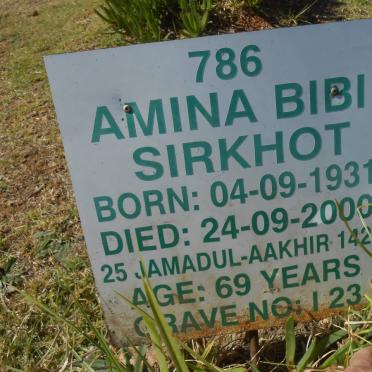 786
AMINA BIBI
SIRKHOT
BORN: 04-09-1931
DIED: 24-09-2000
25 JAMADUL-AAKHIR 142
AGE: 69 YEARS
GRAVE NO: I 23